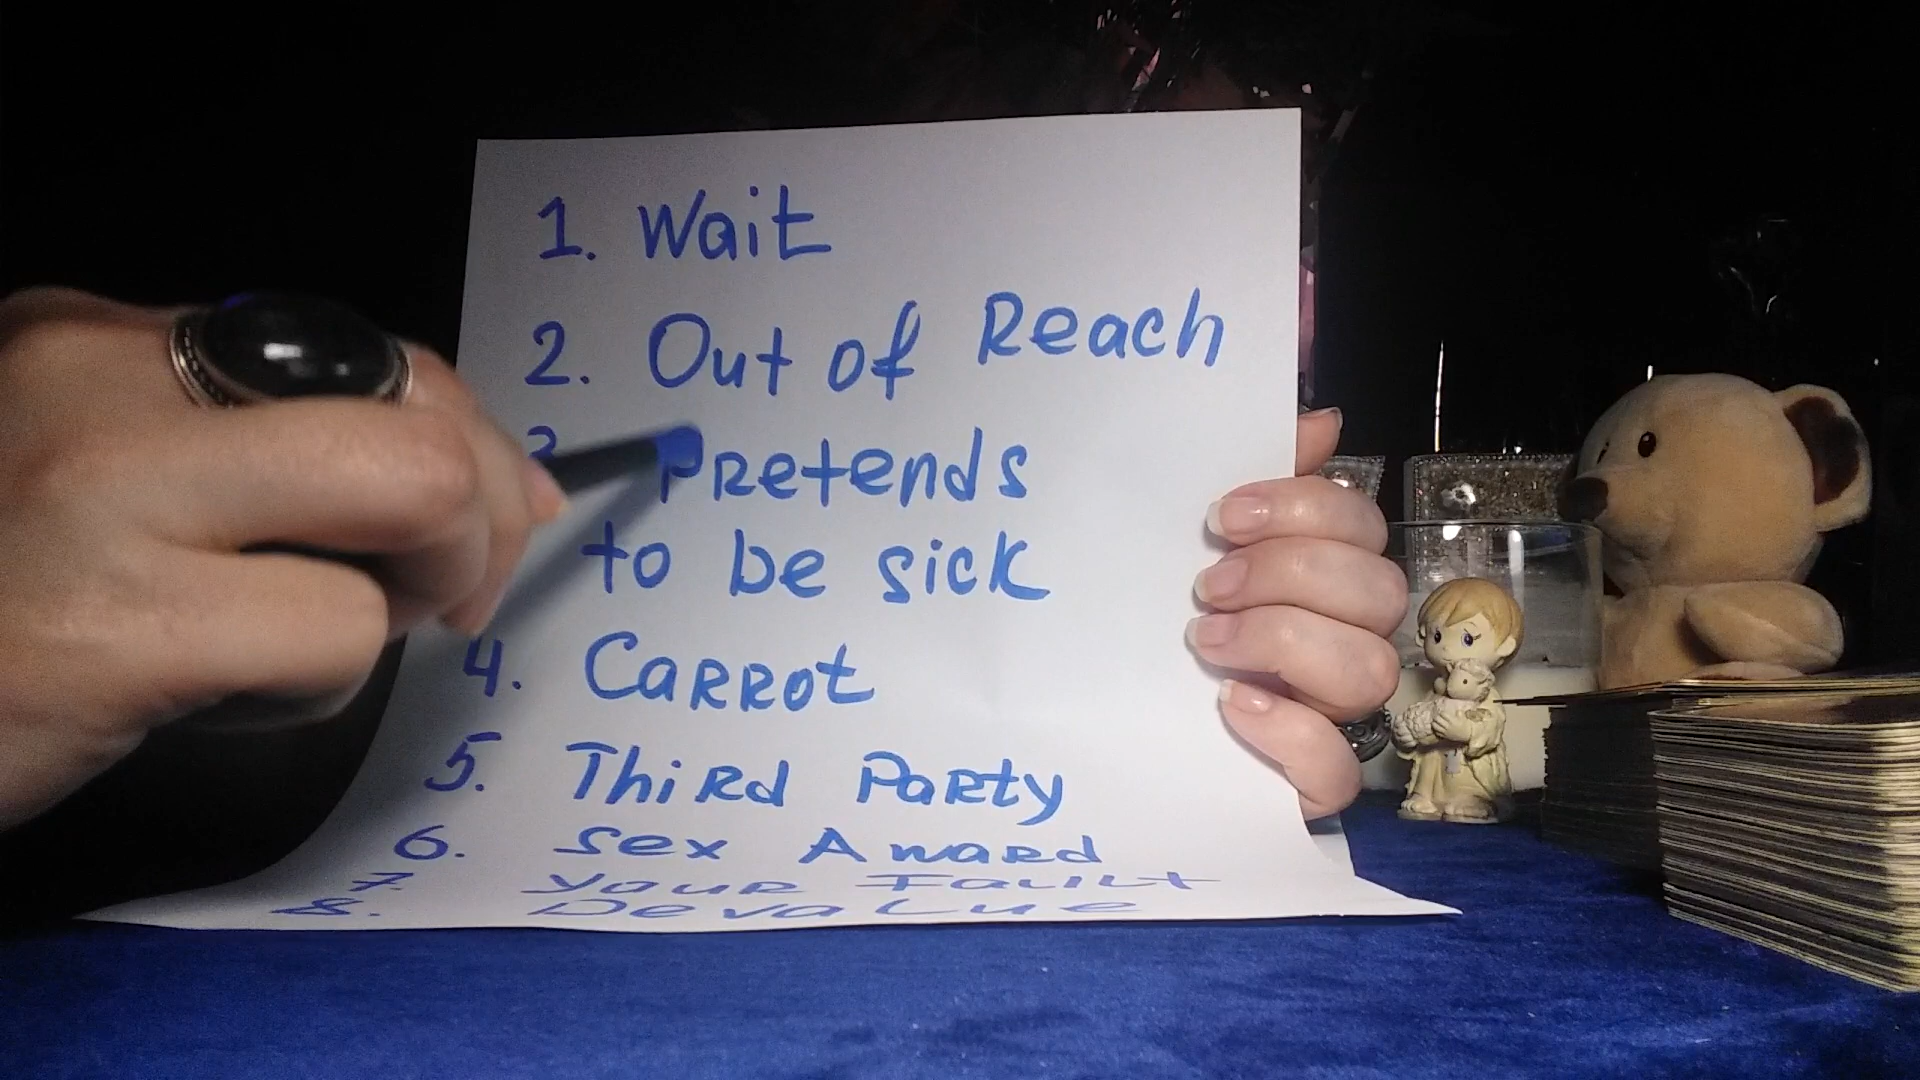 1. Wait
2. Out of Reach
3. Pretends
to be sick
4. Carrot
5. Third Party
6. Sex Award
7. Your Fault
8. Devalue